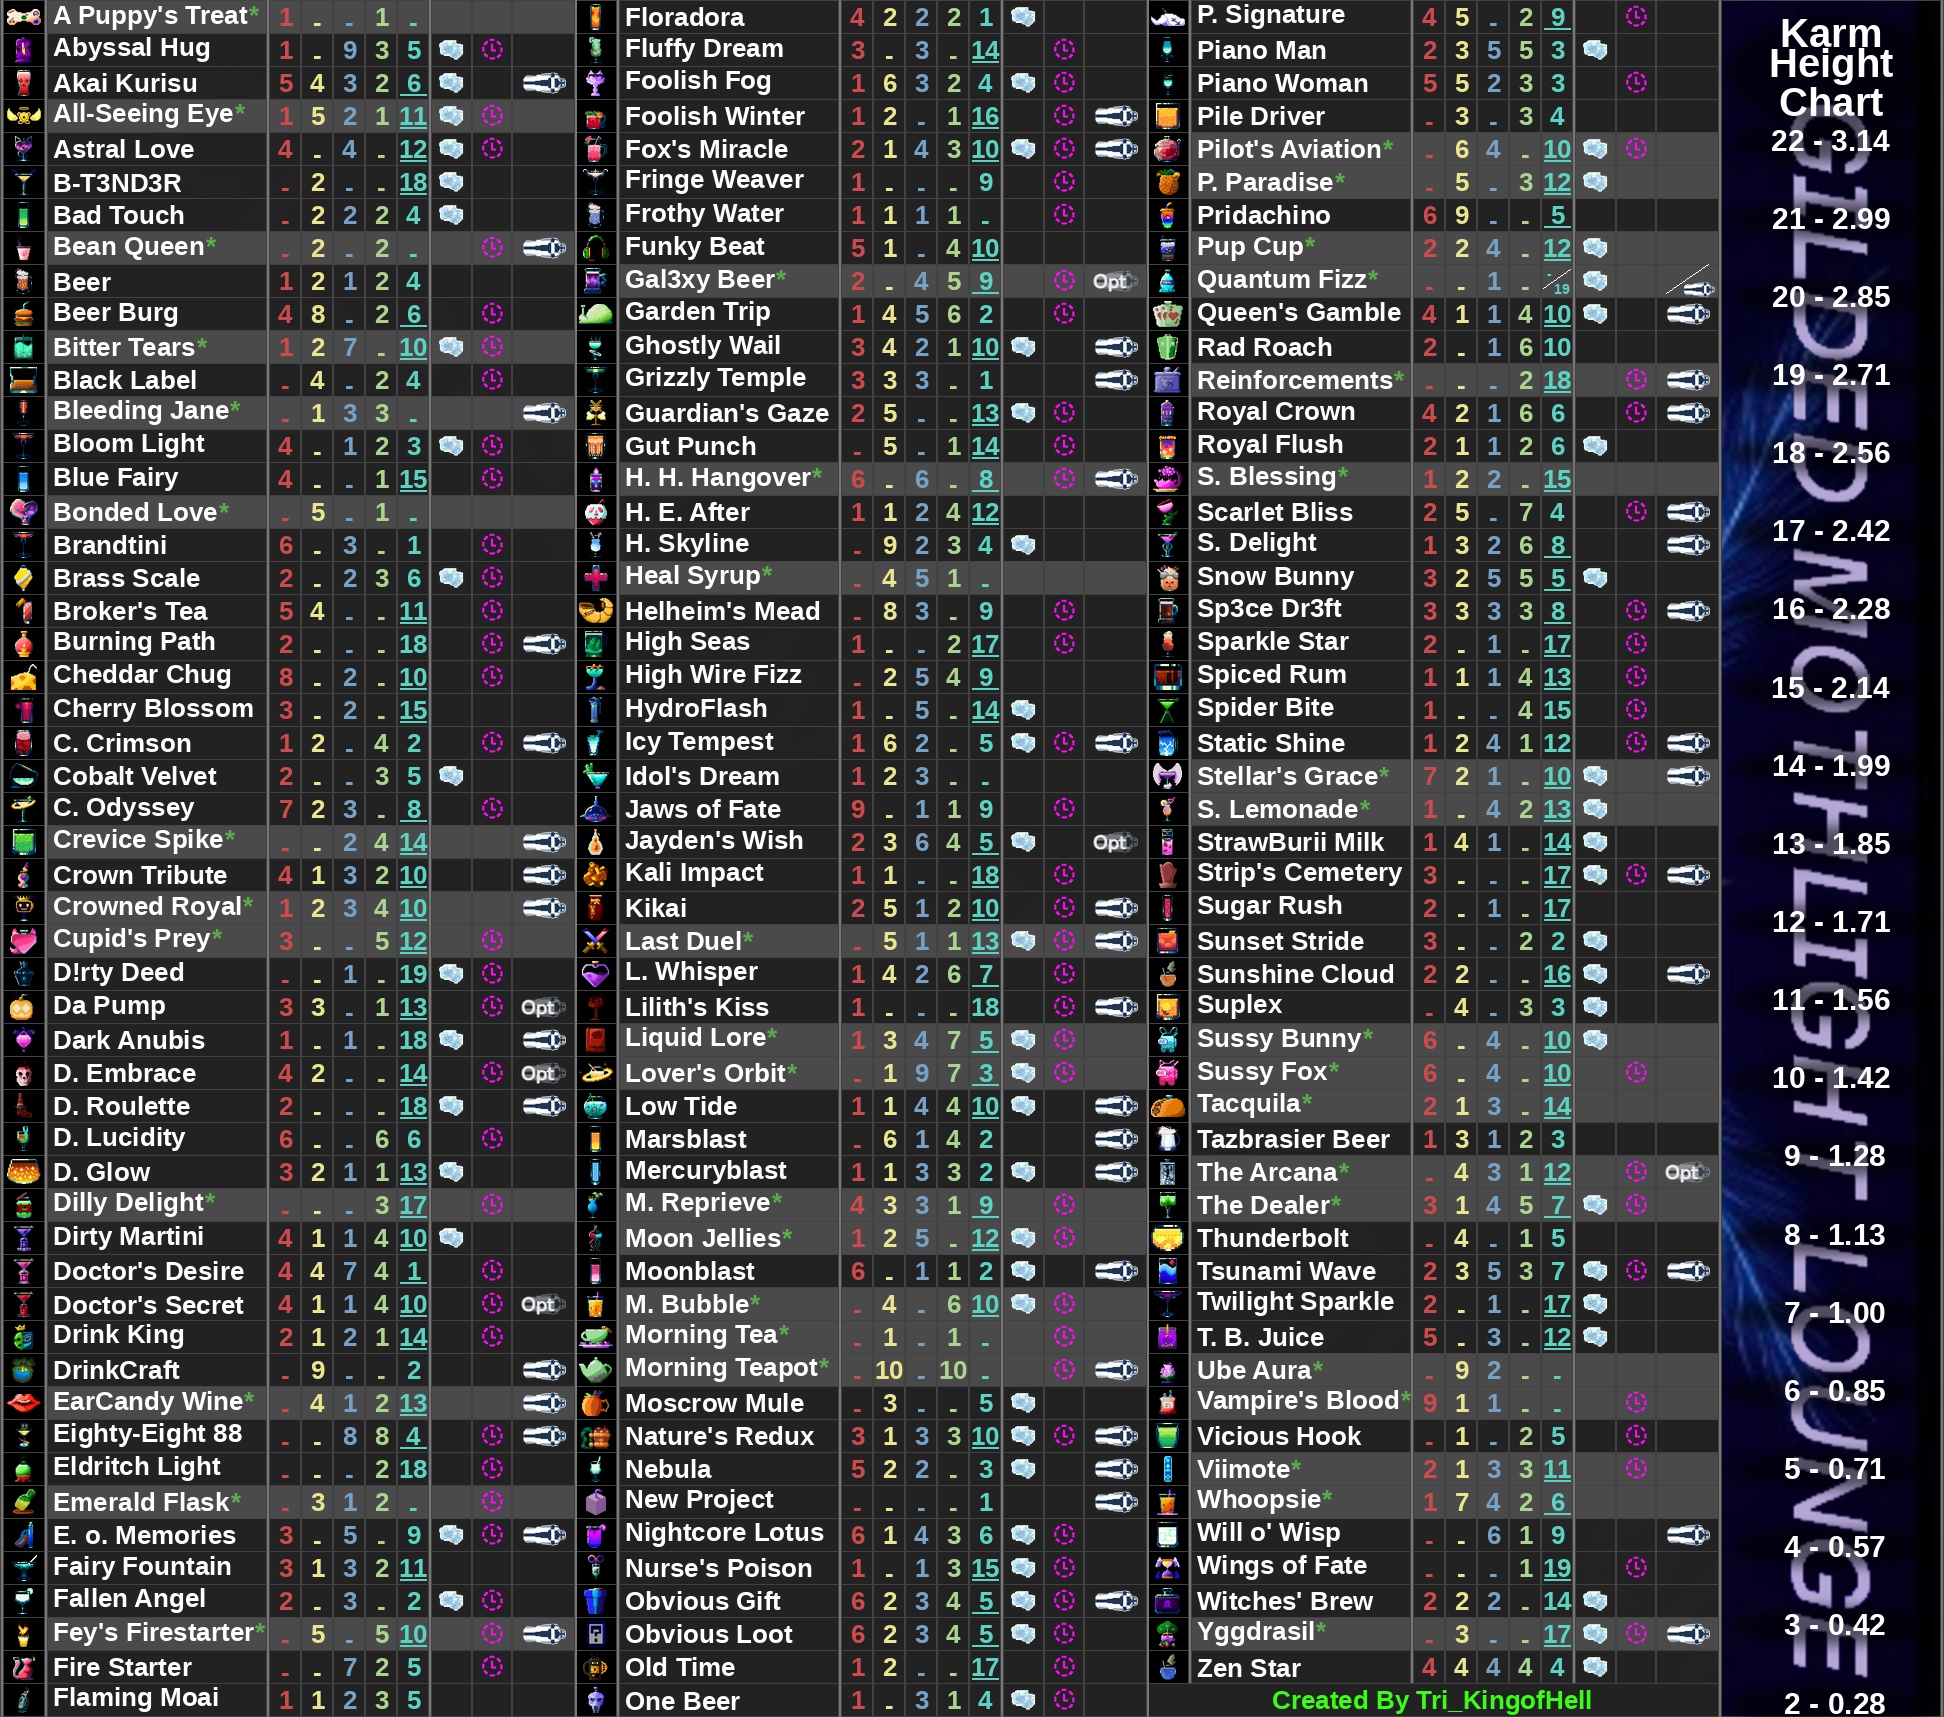 A Puppy's Treat* 1 - - 1 -
Abyssal Hug 1 - 9 3 5
Akai Kurisu 5 4 3 2 6
All-Seeing Eye* 1 5 2 1 11
Astral Love 4 - 4 - 12
B-T3ND3R - 2 - - 18
Bad Touch - 2 2 2 4
Bean Queen* - 2 - 2 -
Beer 1 2 1 2 4
Beer Burg 4 8 - 2 6
Bitter Tears* 1 2 7 - 10
Black Label - 4 - 2 4
Bleeding Jane* - 1 3 3 -
Bloom Light 4 - 1 2 3
Blue Fairy 4 - - 1 15
Bonded Love* - 5 - 1 -
Brandtini 6 - 3 - 1
Brass Scale 2 - 2 3 6
Broker's Tea 5 4 - - 11
Burning Path 2 - - - 18
Cheddar Chug 8 - 2 - 10
Cherry Blossom 3 - 2 - 15
C. Crimson 1 2 - 4 2
Cobalt Velvet 2 - - 3 5
C. Odyssey 7 2 3 - 8
Crevice Spike* - - 2 4 14
Crown Tribute 4 1 3 2 10
Crowned Royal* 1 2 3 4 10
Cupid's Prey* 3 - - 5 12
D!rty Deed - - 1 - 19
Da Pump 3 3 - 1 13 Opt
Dark Anubis 1 - 1 - 18
D. Embrace 4 2 - - 14 Opt
D. Roulette 2 - - - 18
D. Lucidity 6 - - 6 6
D. Glow 3 2 1 1 13
Dilly Delight* - - - 3 17
Dirty Martini 4 1 1 4 10
Doctor's Desire 4 4 7 4 1
Doctor's Secret 4 1 1 4 10 Opt
Drink King 2 1 2 1 14
DrinkCraft - 9 - - 2
EarCandy Wine* - 4 1 2 13
Eighty-Eight 88 - - 8 8 4
Eldritch Light - - - 2 18
Emerald Flask* - 3 1 2 -
E. o. Memories 3 - 5 - 9
Fairy Fountain 3 1 3 2 11
Fallen Angel 2 - 3 - 2
Fey's Firestarter* - 5 - 5 10
Fire Starter - - 7 2 5
Flaming Moai 1 1 2 3 5
Floradora 4 2 2 2 1
Fluffy Dream 3 - 3 - 14
Foolish Fog 1 6 3 2 4
Foolish Winter 1 2 - 1 16
Fox's Miracle 2 1 4 3 10
Fringe Weaver 1 - - - 9
Frothy Water 1 1 1 1 -
Funky Beat 5 1 - 4 10
Gal3xy Beer* 2 - 4 5 9 Opt
Garden Trip 1 4 5 6 2
Ghostly Wail 3 4 2 1 10
Grizzly Temple 3 3 3 - 1
Guardian's Gaze 2 5 - - 13
Gut Punch - 5 - 1 14
H. H. Hangover* 6 - 6 - 8
H. E. After 1 1 2 4 12
H. Skyline - 9 2 3 4
Heal Syrup* - 4 5 1 -
Helheim's Mead - 8 3 - 9
High Seas 1 - - 2 17
High Wire Fizz - 2 5 4 9
HydroFlash 1 - 5 - 14
Icy Tempest 1 6 2 - 5
Idol's Dream 1 2 3 - -
Jaws of Fate 9 - 1 1 9
Jayden's Wish 2 3 6 4 5 Opt
Kali Impact 1 1 - - 18
Kikai 2 5 1 2 10
Last Duel* - 5 1 1 13
L. Whisper 1 4 2 6 7
Lilith's Kiss 1 - - - 18
Liquid Lore* 1 3 4 7 5
Lover's Orbit* - 1 9 7 3
Low Tide 1 1 4 4 10
Marsblast - 6 1 4 2
Mercuryblast 1 1 3 3 2
M. Reprieve* 4 3 3 1 9
Moon Jellies* 1 2 5 - 12
Moonblast 6 - 1 1 2
M. Bubble* - 4 - 6 10
Morning Tea* - 1 - 1 -
Morning Teapot* - 10 - 10 -
Moscrow Mule - 3 - - 5
Nature's Redux 3 1 3 3 10
Nebula 5 2 2 - 3
New Project - - - - 1
Nightcore Lotus 6 1 4 3 6
Nurse's Poison 1 - 1 3 15
Obvious Gift 6 2 3 4 5
Obvious Loot 6 2 3 4 5
Old Time 1 2 - - 17
One Beer 1 - 3 1 4
P. Signature 4 5 - 2 9
Piano Man 2 3 5 5 3
Piano Woman 5 5 2 3 3
Pile Driver - 3 - 3 4
Pilot's Aviation* - 6 4 - 10
P. Paradise* - 5 - 3 12
Pridachino 6 9 - - 5
Pup Cup* 2 2 4 - 12
Quantum Fizz* - - 1 - -/19
Queen's Gamble 4 1 1 4 10
Rad Roach 2 - 1 6 10
Reinforcements* - - - 2 18
Royal Crown 4 2 1 6 6
Royal Flush 2 1 1 2 6
S. Blessing* 1 2 2 - 15
Scarlet Bliss 2 5 - 7 4
S. Delight 1 3 2 6 8
Snow Bunny 3 2 5 5 5
Sp3ce Dr3ft 3 3 3 3 8
Sparkle Star 2 - 1 - 17
Spiced Rum 1 1 1 4 13
Spider Bite 1 - - 4 15
Static Shine 1 2 4 1 12
Stellar's Grace* 7 2 1 - 10
S. Lemonade* 1 - 4 2 13
StrawBurii Milk 1 4 1 - 14
Strip's Cemetery 3 - - - 17
Sugar Rush 2 - 1 - 17
Sunset Stride 3 - - 2 2
Sunshine Cloud 2 2 - - 16
Suplex - 4 - 3 3
Sussy Bunny* 6 - 4 - 10
Sussy Fox* 6 - 4 - 10
Tacquila* 2 1 3 - 14
Tazbrasier Beer 1 3 1 2 3
The Arcana* - 4 3 1 12 Opt
The Dealer* 3 1 4 5 7
Thunderbolt - 4 - 1 5
Tsunami Wave 2 3 5 3 7
Twilight Sparkle 2 - 1 - 17
T. B. Juice 5 - 3 - 12
Ube Aura* - 9 2 - -
Vampire's Blood* 9 1 1 - -
Vicious Hook - 1 - 2 5
Viimote* 2 1 3 3 11
Whoopsie* 1 7 4 2 6
Will o' Wisp - - 6 1 9
Wings of Fate - - - 1 19
Witches' Brew 2 2 2 - 14
Yggdrasil* - 3 - - 17
Zen Star 4 4 4 4 4
Created By Tri_KingofHell
Karm
Height
Chart
22 - 3.14
21 - 2.99
20 - 2.85
19 - 2.71
18 - 2.56
17 - 2.42
16 - 2.28
15 - 2.14
14 - 1.99
13 - 1.85
12 - 1.71
11 - 1.56
10 - 1.42
9 - 1.28
8 - 1.13
7 - 1.00
6 - 0.85
5 - 0.71
4 - 0.57
3 - 0.42
2 - 0.28
GILDED MOTHLIGHT LOUNGE